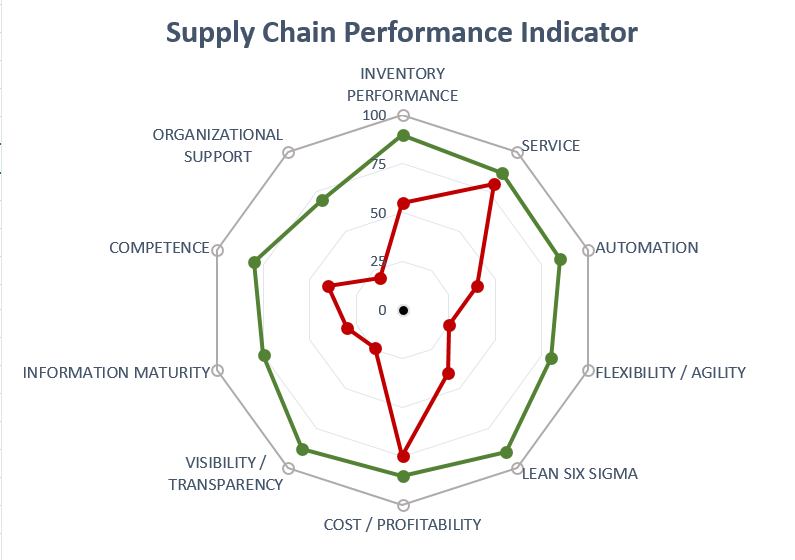 Supply Chain Performance Indicator
INVENTORY
PERFORMANCE
100
ORGANIZATIONAL
SUPPORT
SERVICE
75
50
COMPETENCE
AUTOMATION
25
0
INFORMATION MATURITY
FLEXIBILITY / AGILITY
VISIBILITY /
TRANSPARENCY
LEAN SIX SIGMA
COST / PROFITABILITY